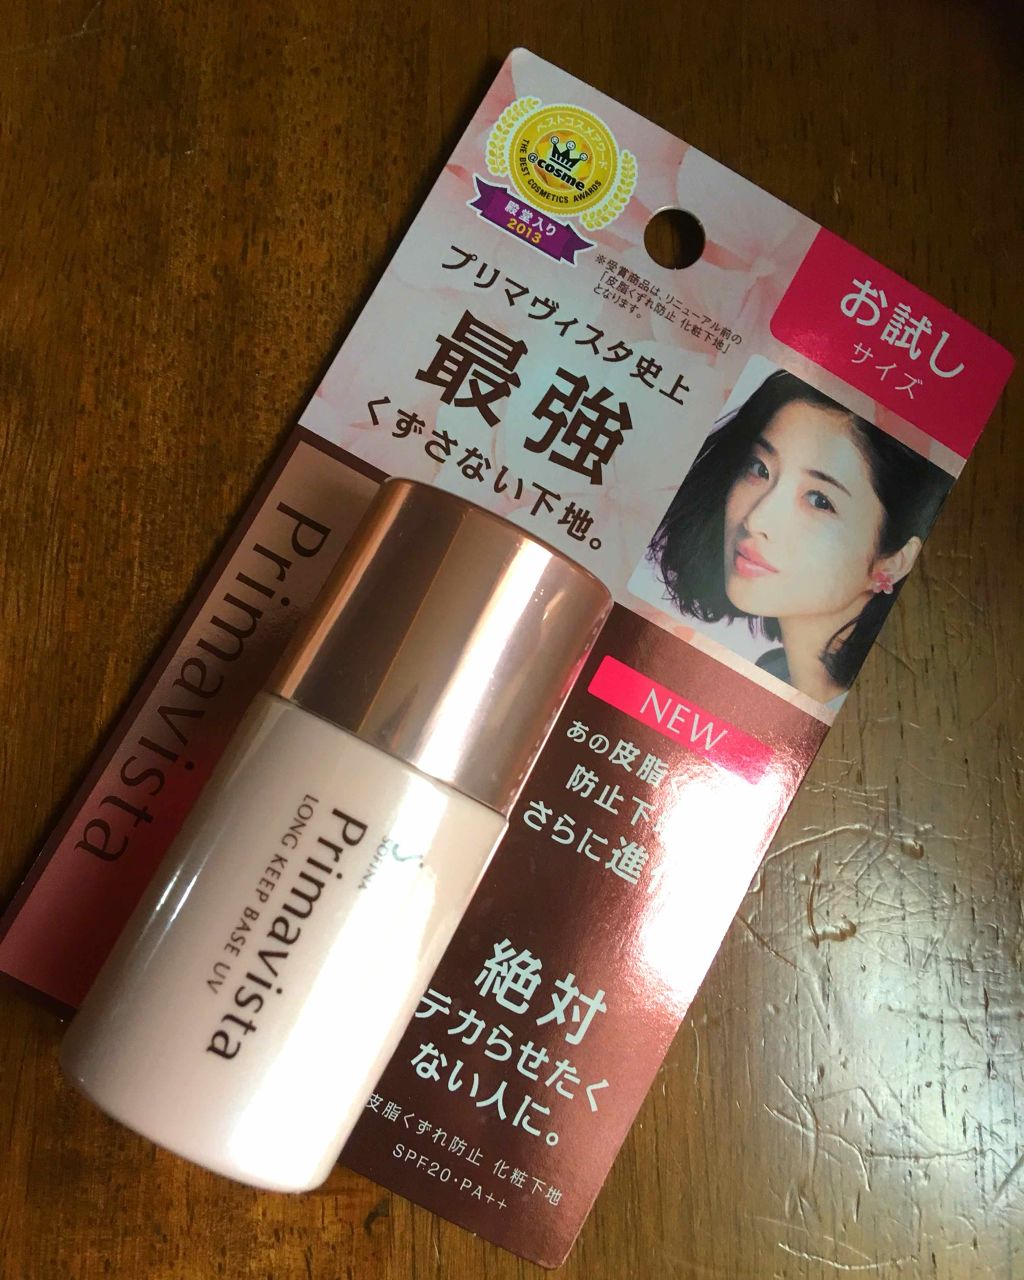 ベストコスメアワード
@cosme
THE BEST COSMETICS AWARDS
殿堂入り
2013
※受賞商品は、リニューアル前の
「皮脂くずれ防止 化粧下地」
となります。
お試し
サイズ
プリマヴィスタ史上
最強
くずさない下地。
Primavista
NEW
あの皮脂く
防止下
さらに進
絶対
テカらせたく
ない人に。
皮脂くずれ防止 化粧下地
SPF20・PA++
SOFINA
Primavista
LONG KEEP BASE UV